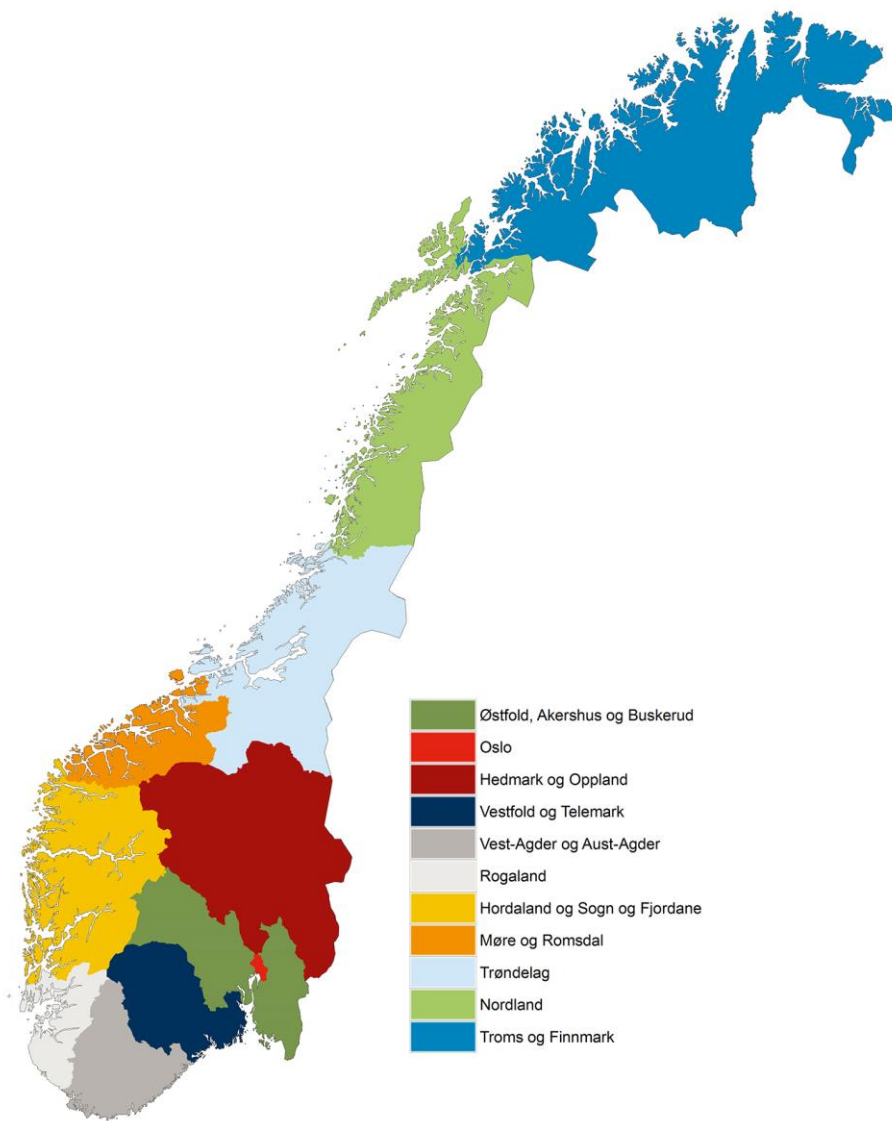 Østfold, Akershus og Buskerud
Oslo
Hedmark og Oppland
Vestfold og Telemark
Vest-Agder og Aust-Agder
Rogaland
Hordaland og Sogn og Fjordane
Møre og Romsdal
Trøndelag
Nordland
Troms og Finnmark